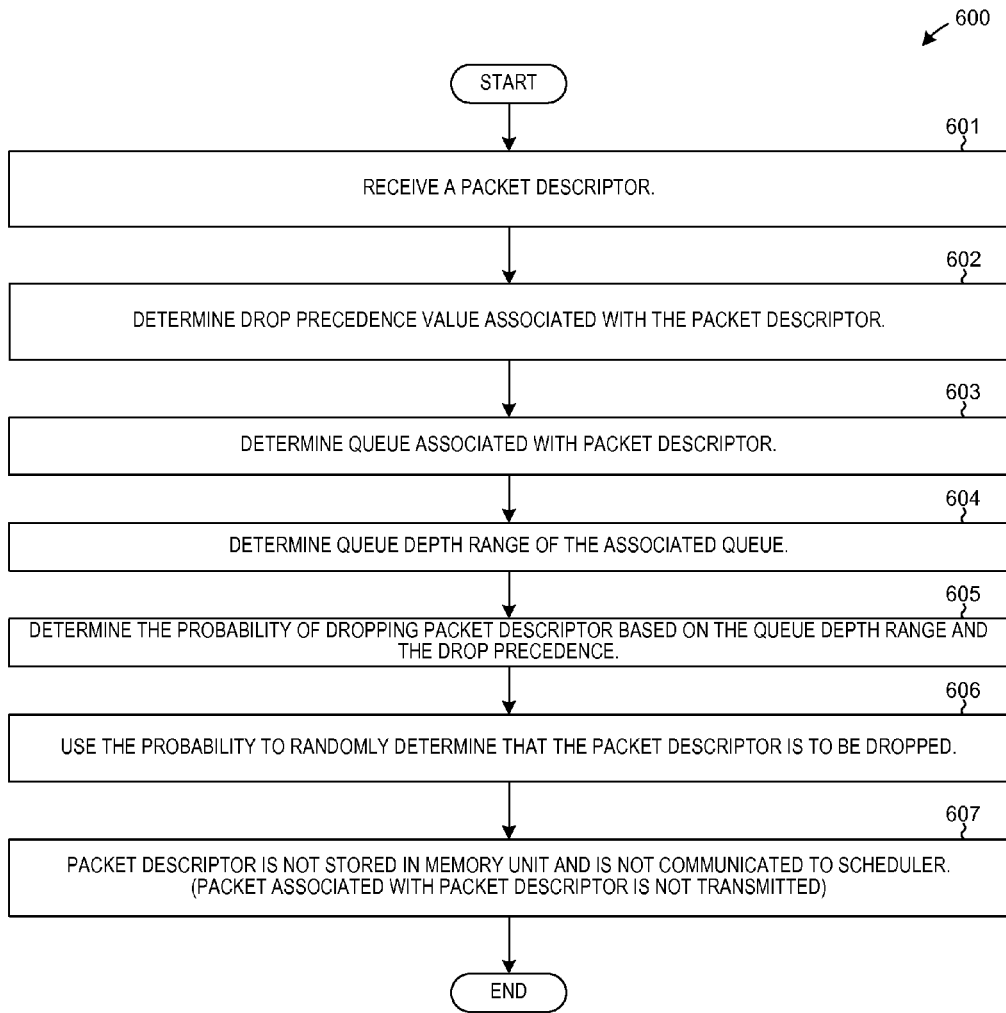 600
START
601
RECEIVE A PACKET DESCRIPTOR.
602
DETERMINE DROP PRECEDENCE VALUE ASSOCIATED WITH THE PACKET DESCRIPTOR.
603
DETERMINE QUEUE ASSOCIATED WITH PACKET DESCRIPTOR.
604
DETERMINE QUEUE DEPTH RANGE OF THE ASSOCIATED QUEUE.
605
DETERMINE THE PROBABILITY OF DROPPING PACKET DESCRIPTOR BASED ON THE QUEUE DEPTH RANGE AND
THE DROP PRECEDENCE.
606
USE THE PROBABILITY TO RANDOMLY DETERMINE THAT THE PACKET DESCRIPTOR IS TO BE DROPPED.
607
PACKET DESCRIPTOR IS NOT STORED IN MEMORY UNIT AND IS NOT COMMUNICATED TO SCHEDULER.
(PACKET ASSOCIATED WITH PACKET DESCRIPTOR IS NOT TRANSMITTED)
END